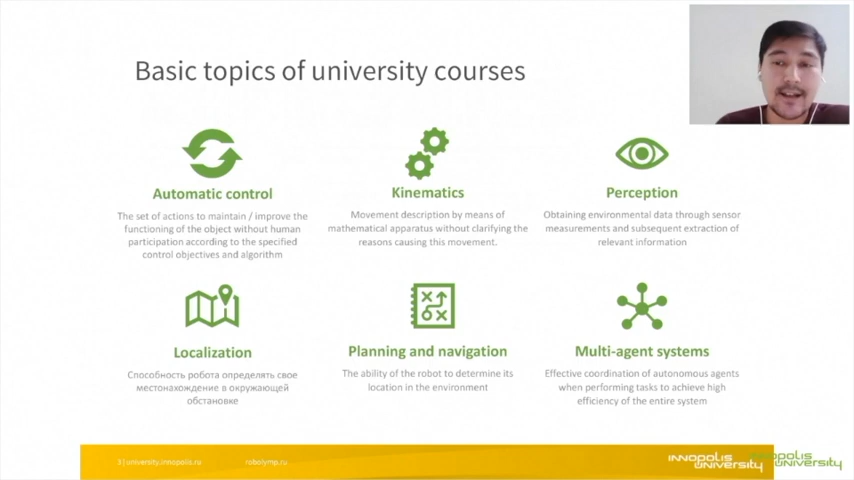 Basic topics of university courses
Automatic control
The set of actions to maintain / improve the
functioning of the object without human
participation according to the specified
control objectives and algorithm
Kinematics
Movement description by means of
mathematical apparatus without clarifying the
reasons causing this movement.
Perception
Obtaining environmental data through sensor
measurements and subsequent extraction of
relevant information
Localization
Способность робота определять свое
местонахождение в окружающей
обстановке
Planning and navigation
The ability of the robot to determine its
location in the environment
Multi-agent systems
Effective coordination of autonomous agents
when performing tasks to achieve high
efficiency of the entire system
3|university.innopolis.ru
robolymp.ru
INNOPOLIS
UNIVERSITY
INNOPOLIS
UNIVERSITY